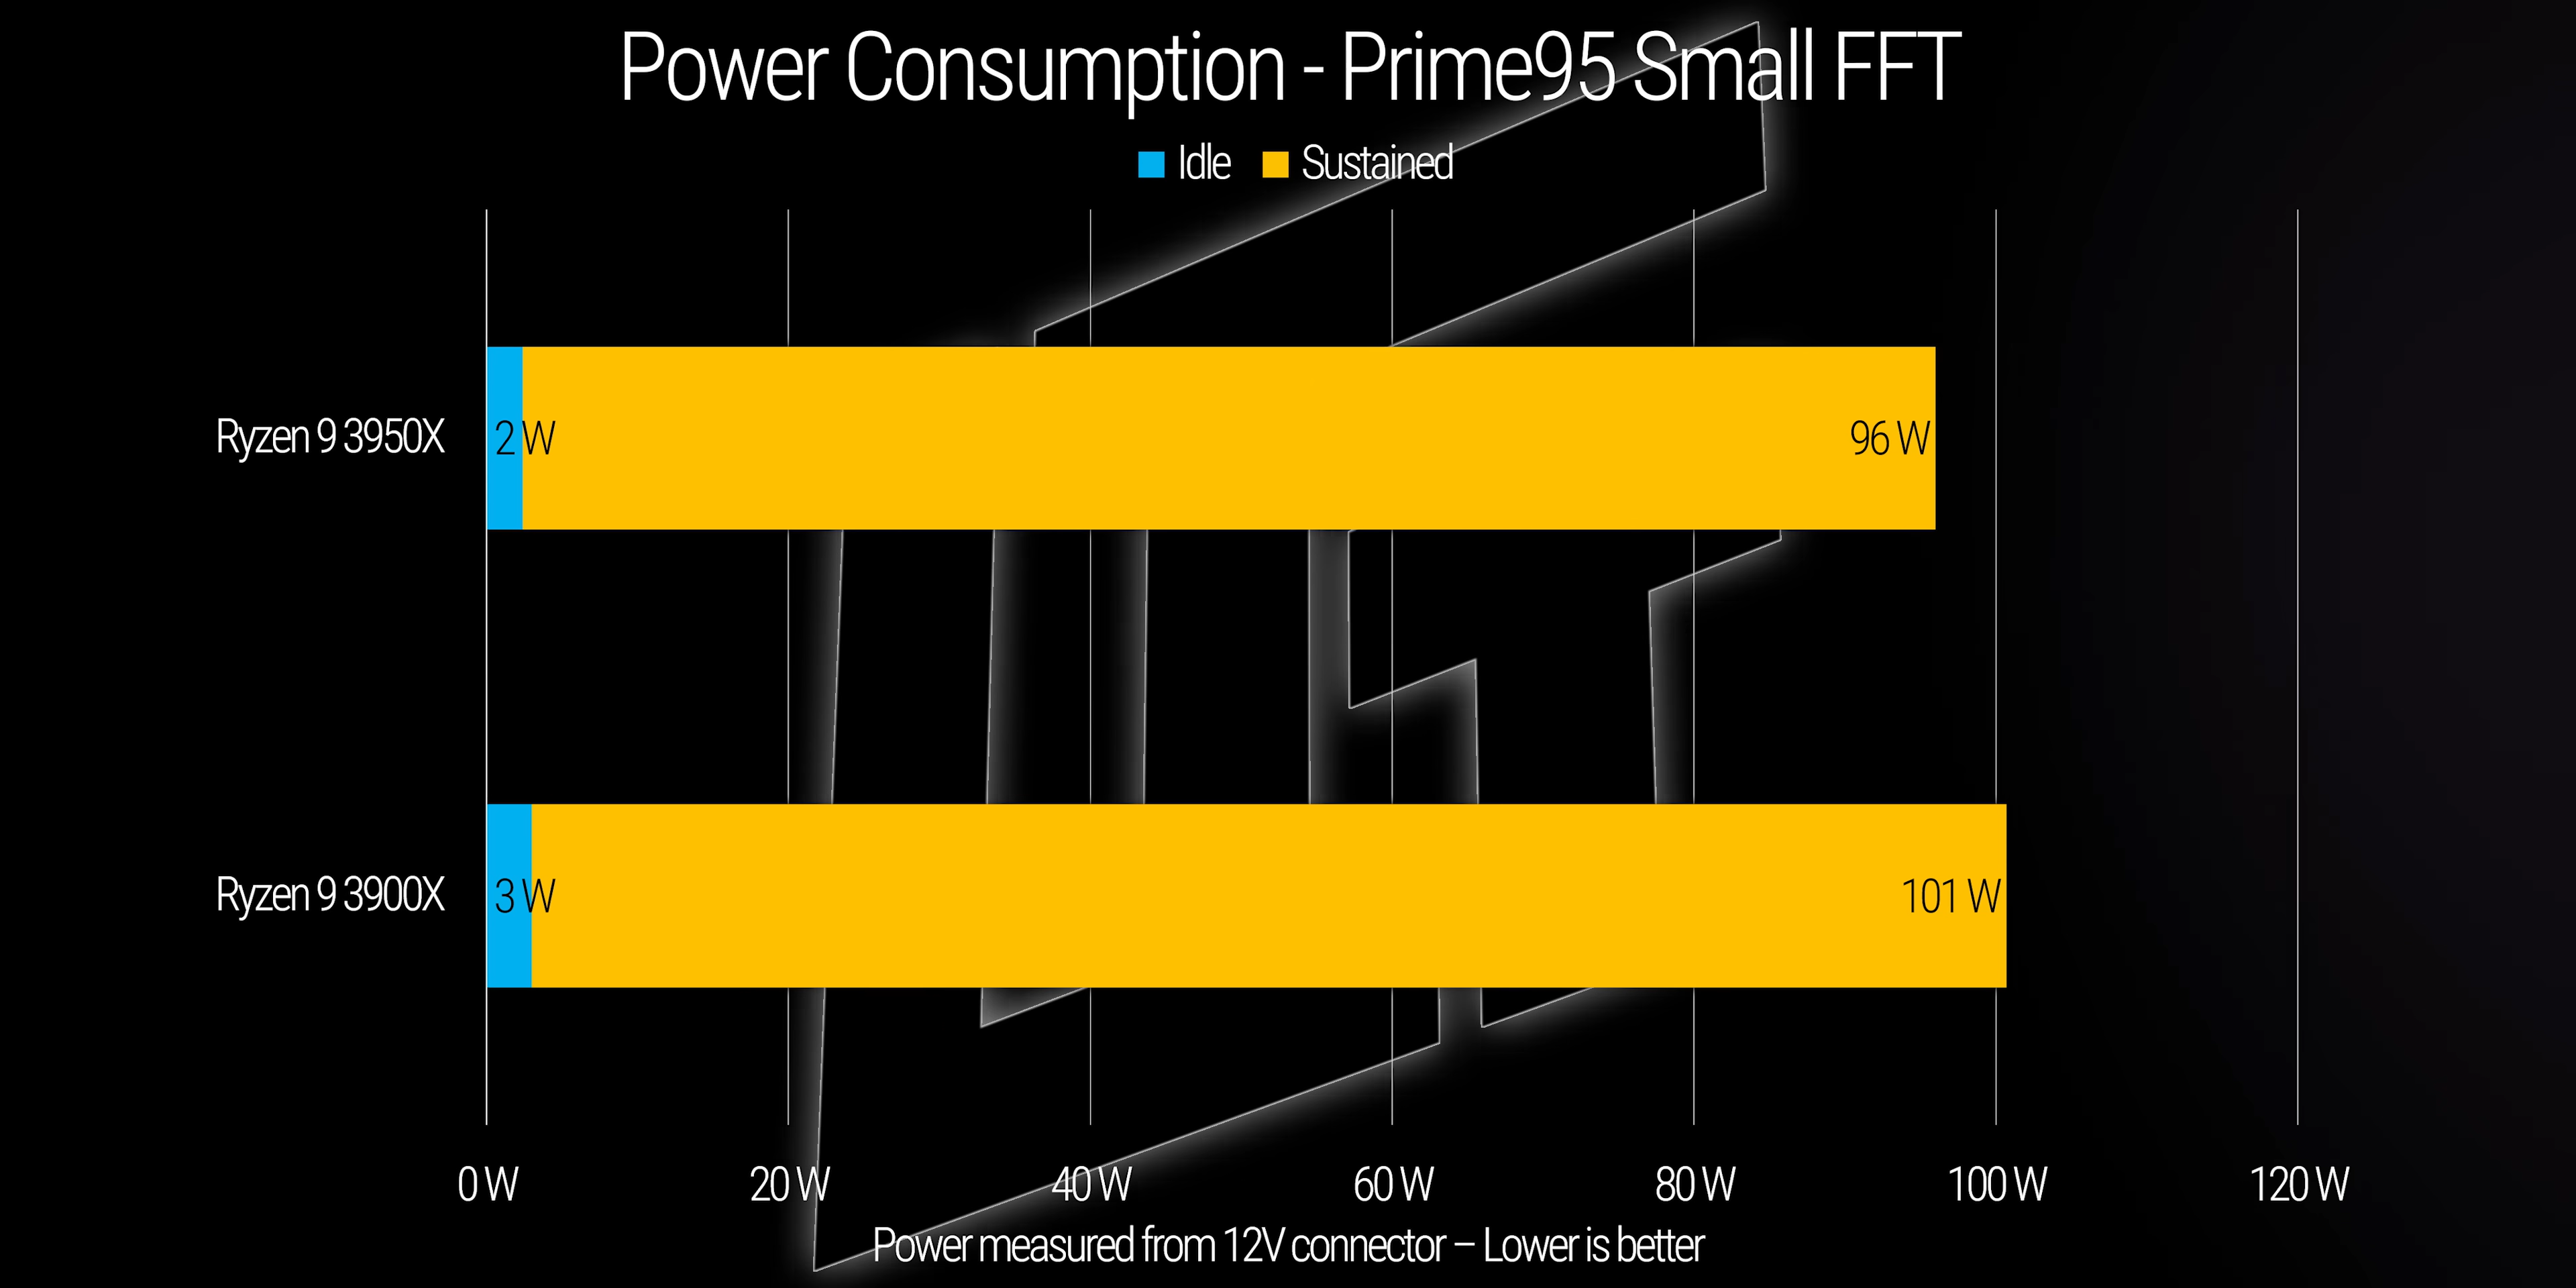 Power Consumption - Prime95 Small FFT
Idle Sustained
Ryzen 9 3950X 2 W 96 W
Ryzen 9 3900X 3 W 101 W
0 W 20 W 40 W 60 W 80 W 100 W 120 W
Power measured from 12V connector – Lower is better